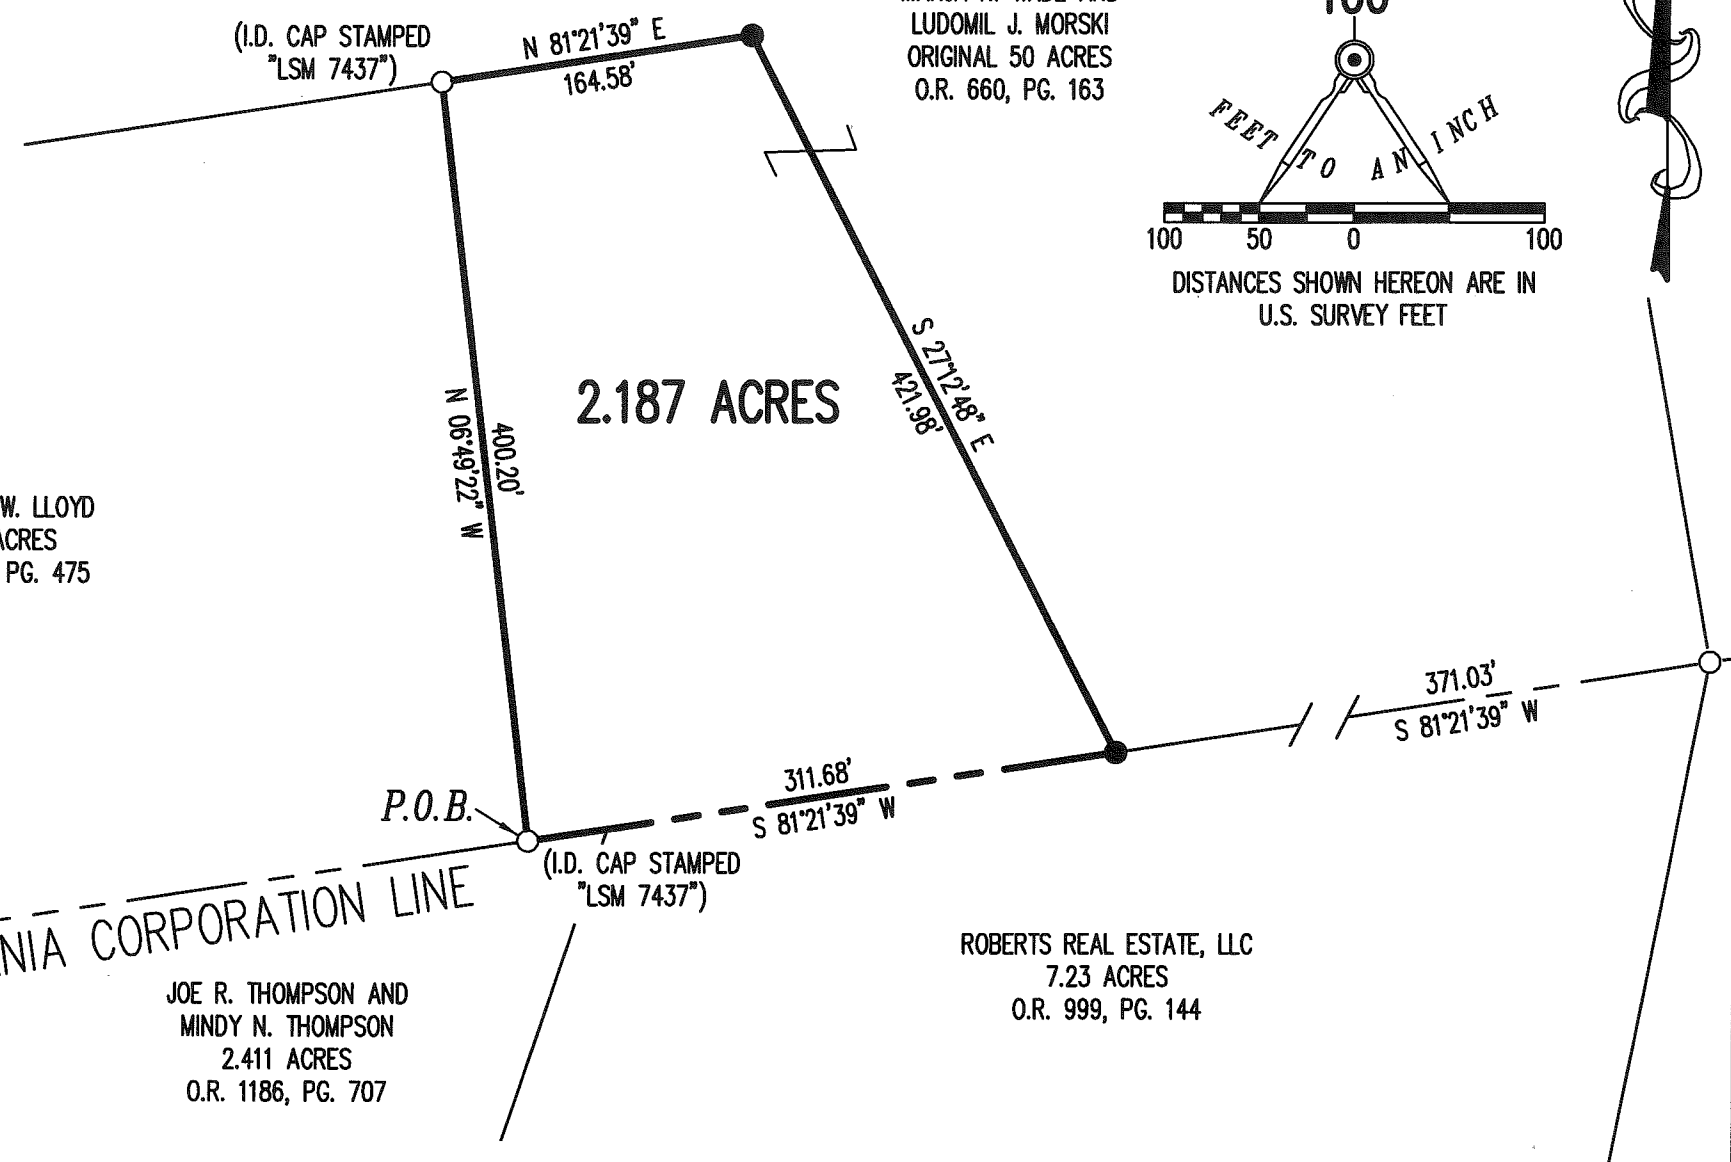 (I.D. CAP STAMPED
"LSM 7437")
N 81°21'39" E
164.58'
LUDOMIL J. MORSKI
ORIGINAL 50 ACRES
O.R. 660, PG. 163
100
FEET TO AN INCH
100 50 0 100
DISTANCES SHOWN HEREON ARE IN
U.S. SURVEY FEET
2.187 ACRES
S 27°12'48" E
421.98'
400.20'
N 06°49'22" W
W. LLOYD
ACRES
PG. 475
371.03'
S 81°21'39" W
311.68'
S 81°21'39" W
P.O.B.
(I.D. CAP STAMPED
"LSM 7437")
NIA CORPORATION LINE
ROBERTS REAL ESTATE, LLC
7.23 ACRES
O.R. 999, PG. 144
JOE R. THOMPSON AND
MINDY N. THOMPSON
2.411 ACRES
O.R. 1186, PG. 707